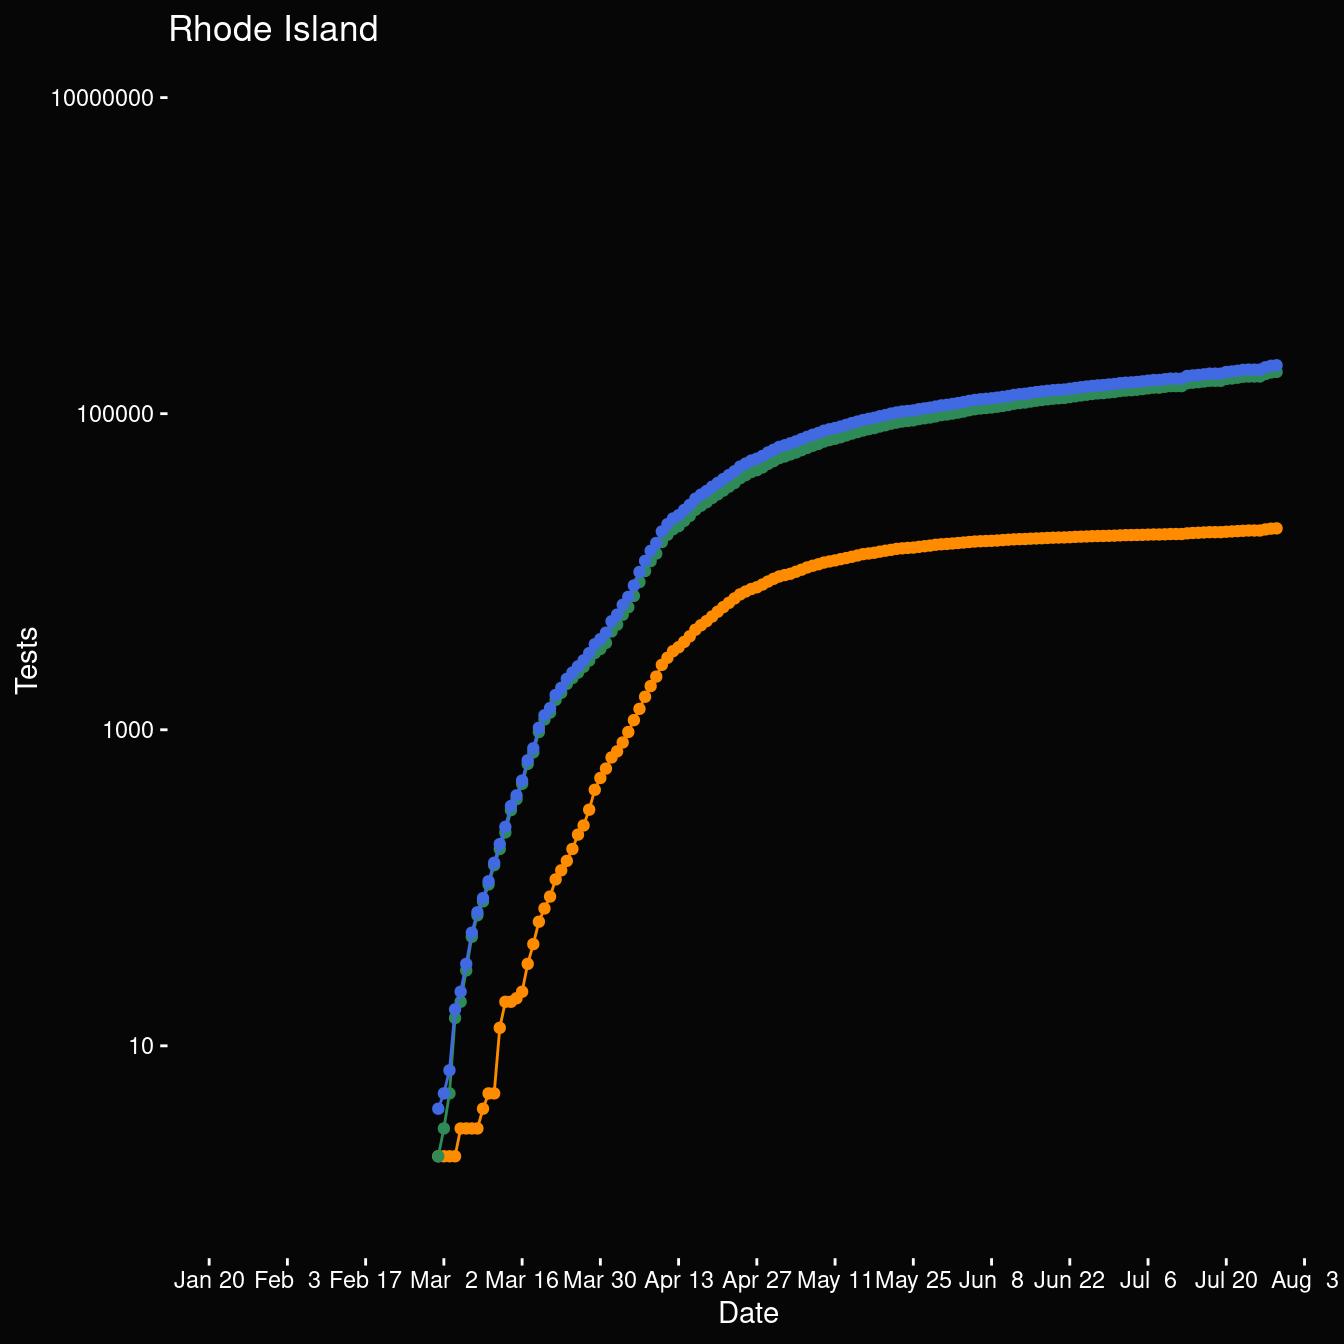 Rhode Island
10000000
100000
1000
10
Tests
Jan 20 Feb 3 Feb 17 Mar 2 Mar 16 Mar 30 Apr 13 Apr 27 May 11 May 25 Jun 8 Jun 22 Jul 6 Jul 20 Aug 3
Date